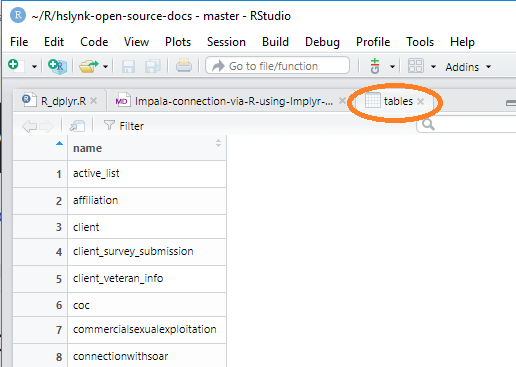 ~/R/hslynk-open-source-docs - master - RStudio
File Edit Code View Plots Session Build Debug Profile Tools Help
Go to file/function Addins
R_dplyr.R MD Impala-connection-via-R-using-Implyr-... tables
Filter
name
1 active_list
2 affiliation
3 client
4 client_survey_submission
5 client_veteran_info
6 coc
7 commercialsexualexploitation
8 connectionwithsoar